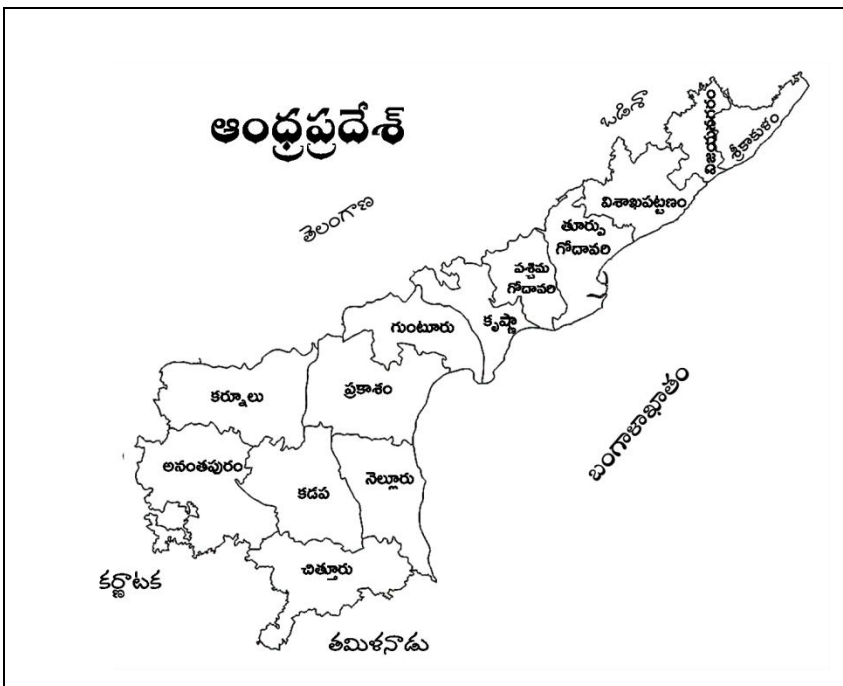 ఆంధ్రప్రదేశ్
ఒడిశా
విజయనగరం
శ్రీకాకుళం
తెలంగాణ
విశాఖపట్టణం
తూర్పు
గోదావరి
పశ్చిమ
గోదావరి
గుంటూరు
కృష్ణా
కర్నూలు
ప్రకాశం
బంగాళాఖాతం
అనంతపురం
కడప
నెల్లూరు
చిత్తూరు
కర్ణాటక
తమిళనాడు